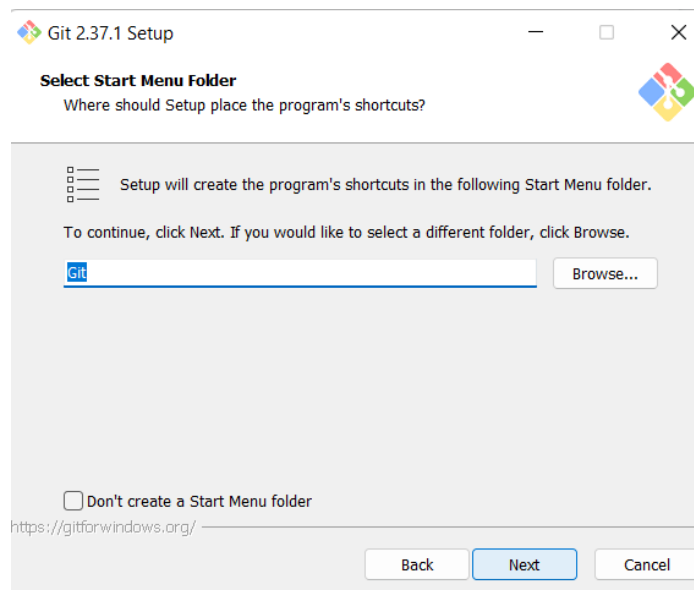 Git 2.37.1 Setup
Select Start Menu Folder
Where should Setup place the program's shortcuts?
Setup will create the program's shortcuts in the following Start Menu folder.
To continue, click Next. If you would like to select a different folder, click Browse.
Git
Browse...
Don't create a Start Menu folder
https://gitforwindows.org/
Back
Next
Cancel